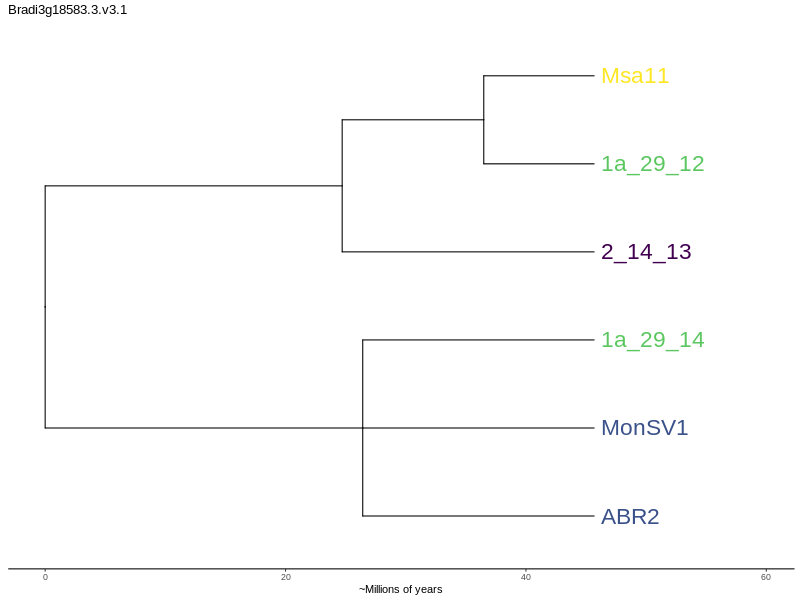 Bradi3g18583.3.v3.1
Msa11
1a_29_12
2_14_13
1a_29_14
MonSV1
ABR2
0 20 40 60
~Millions of years